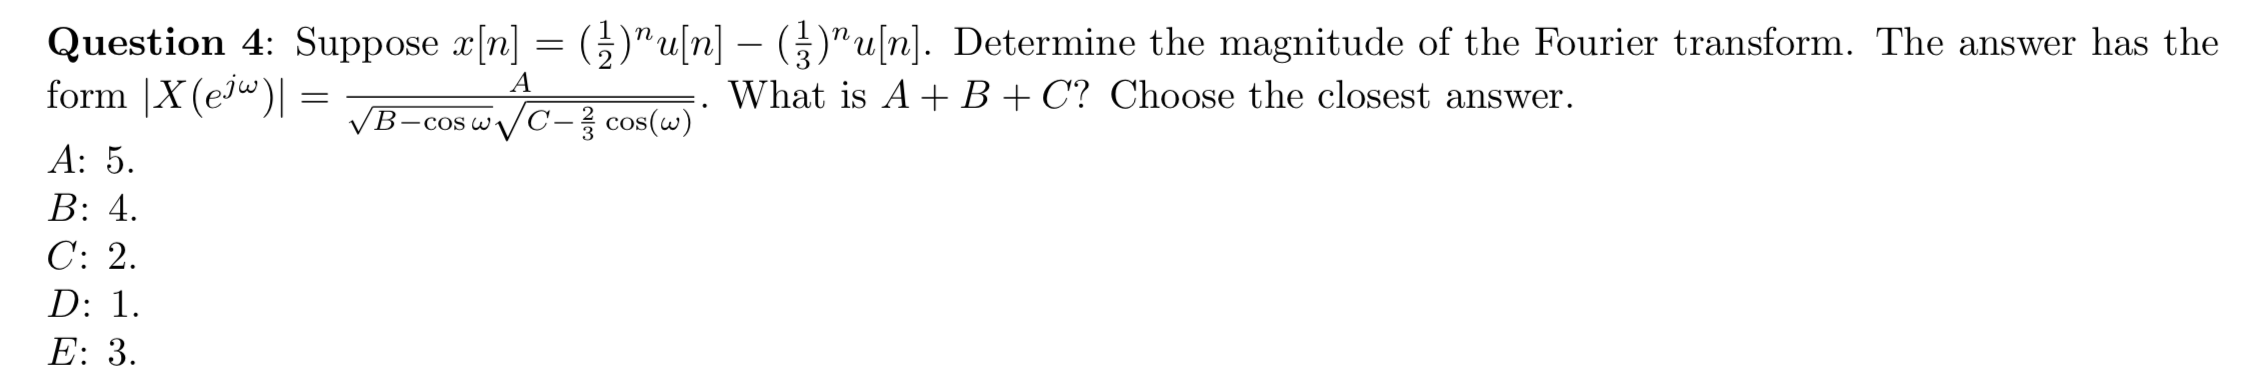 Question 4: Suppose $x[n] = (\frac{1}{2})^n u[n] - (\frac{1}{3})^n u[n]$. Determine the magnitude of the Fourier transform. The answer has the
form $|X(e^{j\omega})| = \frac{A}{\sqrt{B-\cos\omega}\sqrt{C-\frac{2}{3}\cos(\omega)}}$. What is $A + B + C$? Choose the closest answer.
A: 5.
B: 4.
C: 2.
D: 1.
E: 3.